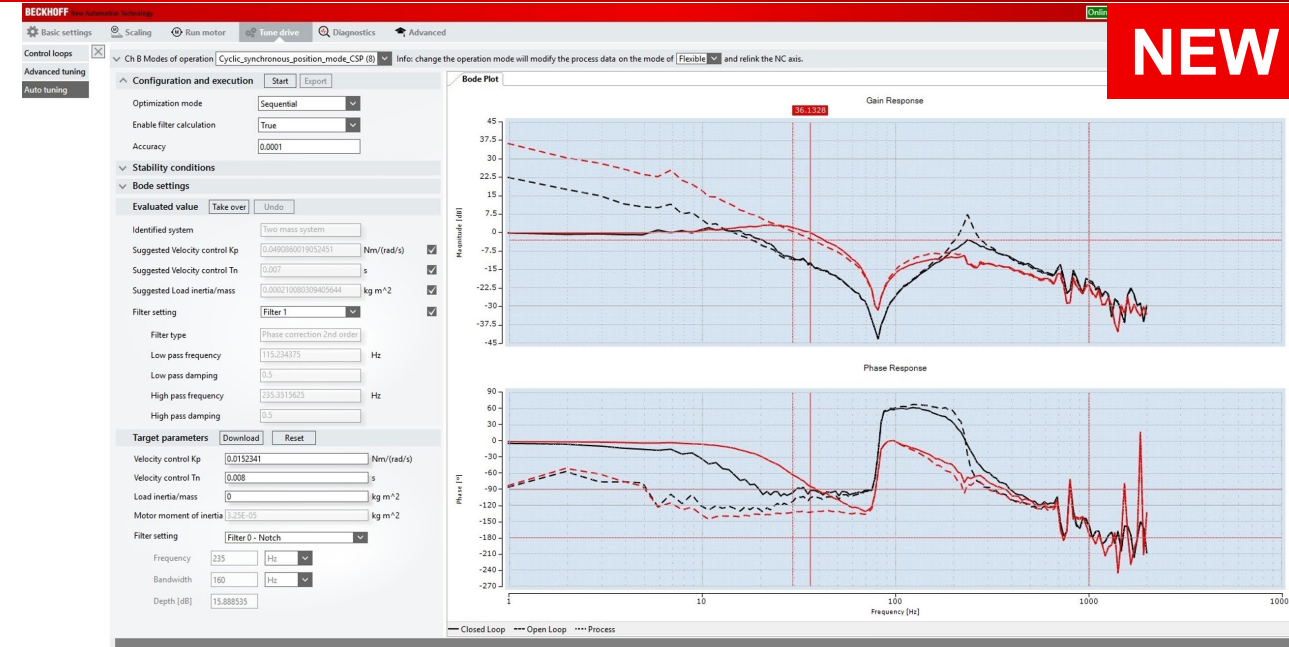 BECKHOFF New Automation Technology
Onlin
NEW
Basic settings Scaling Run motor Tune drive Diagnostics Advanced
Control loops
Advanced tuning
Auto tuning
Ch B Modes of operation Cyclic_synchronous_position_mode_CSP (8) Info: change the operation mode will modify the process data on the mode of Flexible and relink the NC axis.
Configuration and execution Start Export
Optimization mode Sequential
Enable filter calculation True
Accuracy 0.0001
Stability conditions
Bode settings
Evaluated value Take over Undo
Identified system Two mass system
Suggested Velocity control Kp 0.0490860019052451 Nm/(rad/s)
Suggested Velocity control Tn 0.007 s
Suggested Load inertia/mass 0.000210080309405644 kg m^2
Filter setting Filter 1
Filter type Phase correction 2nd order
Low pass frequency 115.234375 Hz
Low pass damping 0.5
High pass frequency 235.3515625 Hz
High pass damping 0.5
Target parameters Download Reset
Velocity control Kp 0.0152341 Nm/(rad/s)
Velocity control Tn 0.008 s
Load inertia/mass 0 kg m^2
Motor moment of inertia 3.25E-05 kg m^2
Filter setting Filter 0 - Notch
Frequency 235 Hz
Bandwidth 160 Hz
Depth [dB] 15.888535
Bode Plot
Gain Response
36.1328
45
37.5
30
22.5
15
7.5
0
-7.5
-15
-22.5
-30
-37.5
-45
Magnitude [dB]
Phase Response
90
60
30
0
-30
-60
-90
-120
-150
-180
-210
-240
-270
Phase [°]
1 10 100 1000 1000
Frequency [Hz]
Closed Loop Open Loop Process